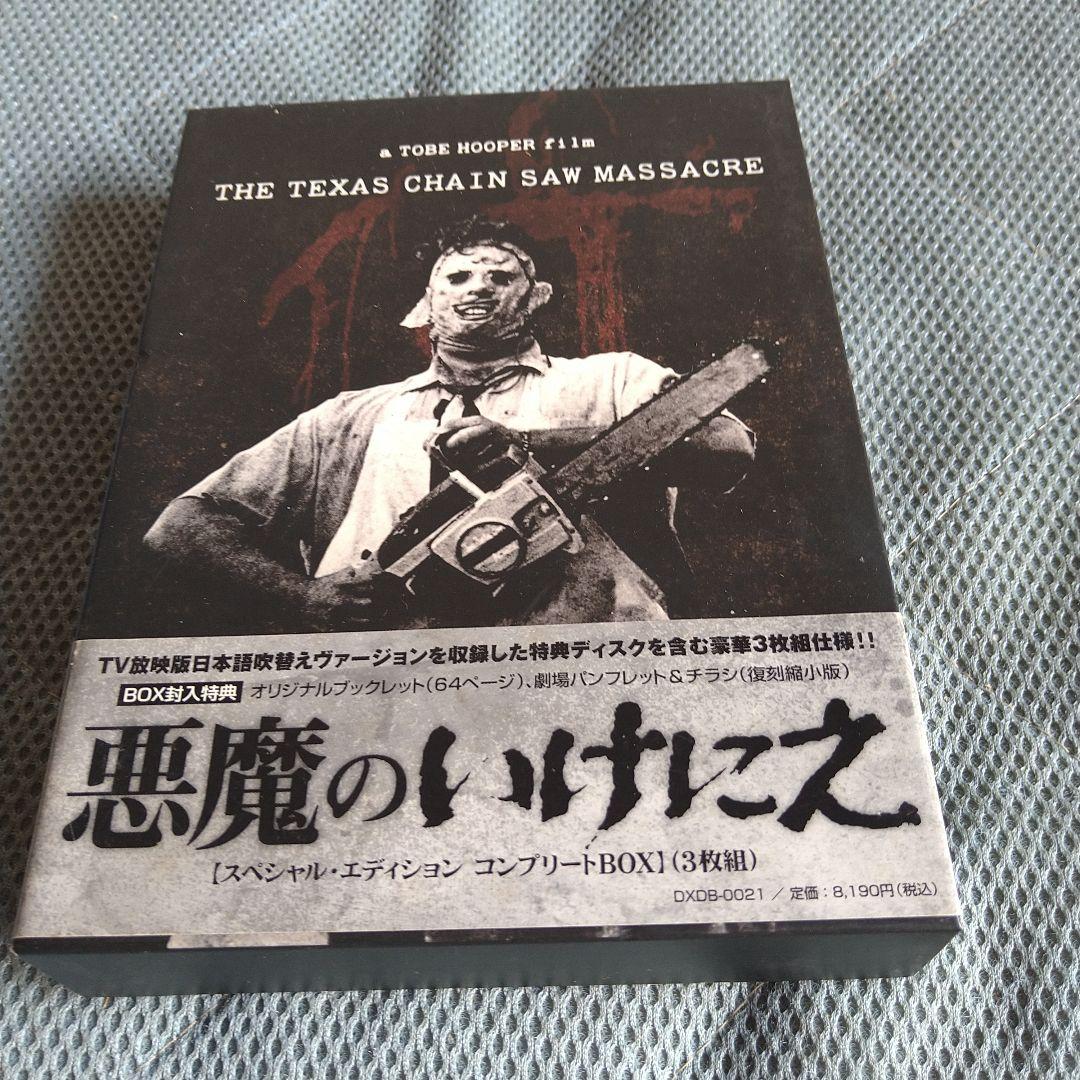 a TOBE HOOPER film
THE TEXAS CHAIN SAW MASSACRE
TV放映版日本語吹替えヴァージョンを収録した特典ディスクを含む豪華3枚組仕様!!
BOX封入特典 オリジナルブックレット(64ページ)、劇場パンフレット&チラシ(復刻縮小版)
悪魔のいけにえ
【スペシャル・エディション コンプリートBOX】(3枚組)
DXDB-0021 / 定価:8,190円(税込)